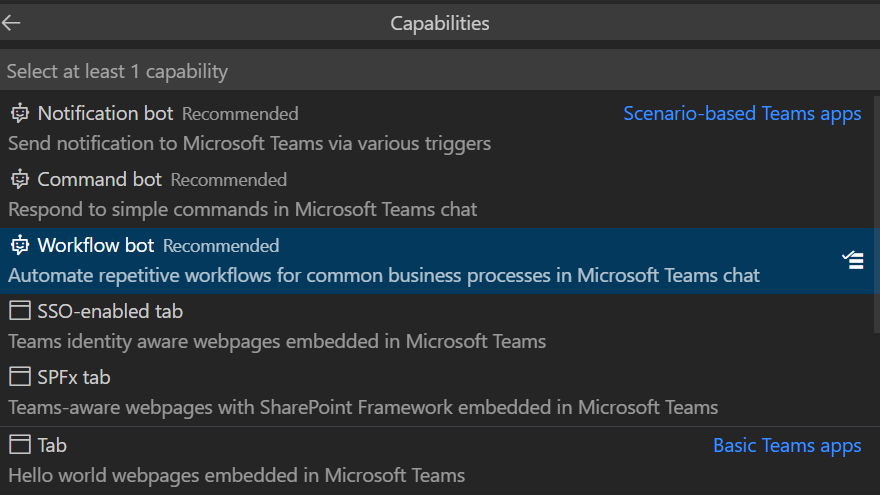 Capabilities
Select at least 1 capability
Notification bot Recommended Scenario-based Teams apps
Send notification to Microsoft Teams via various triggers
Command bot Recommended
Respond to simple commands in Microsoft Teams chat
Workflow bot Recommended
Automate repetitive workflows for common business processes in Microsoft Teams chat
SSO-enabled tab
Teams identity aware webpages embedded in Microsoft Teams
SPFx tab
Teams-aware webpages with SharePoint Framework embedded in Microsoft Teams
Tab Basic Teams apps
Hello world webpages embedded in Microsoft Teams